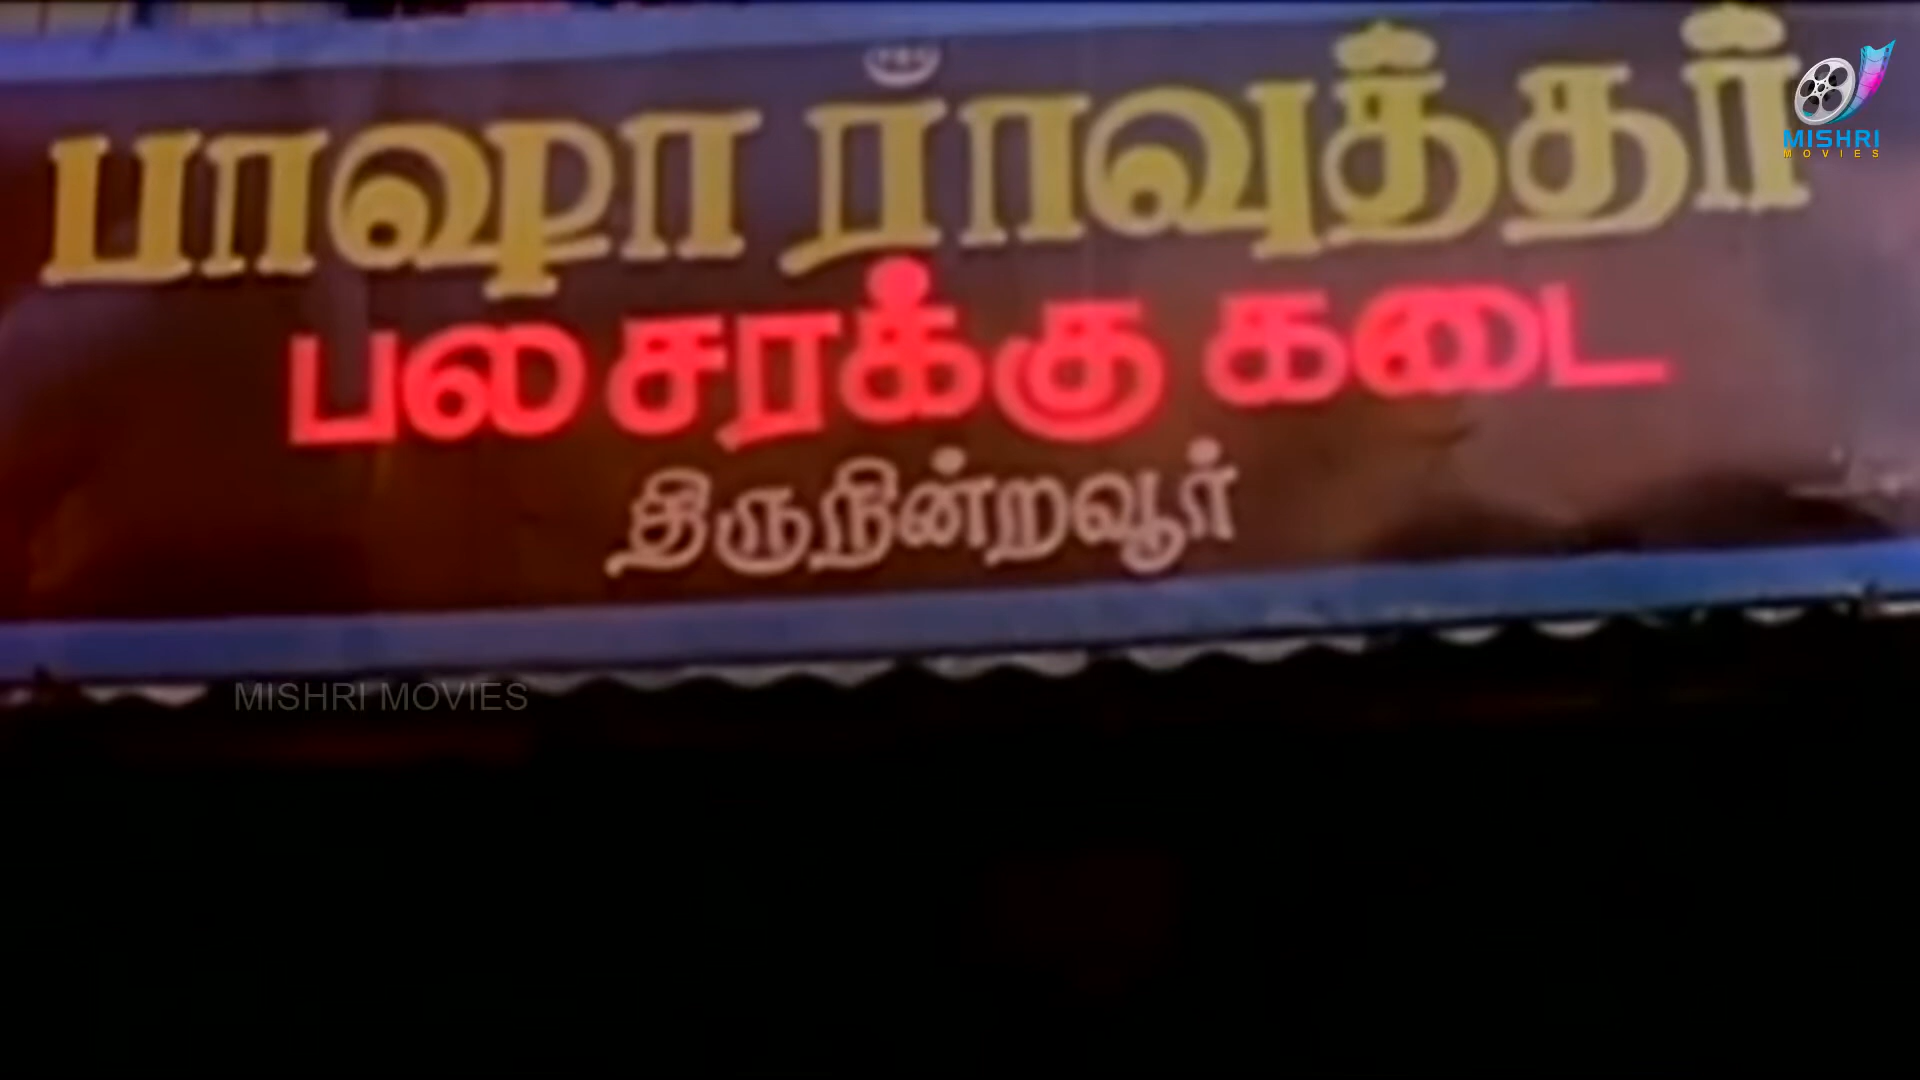 பாஷா ராவுத்தர்
பல சரக்கு கடை
திருநின்றவூர்
MISHRI
MOVIES
MISHRI MOVIES